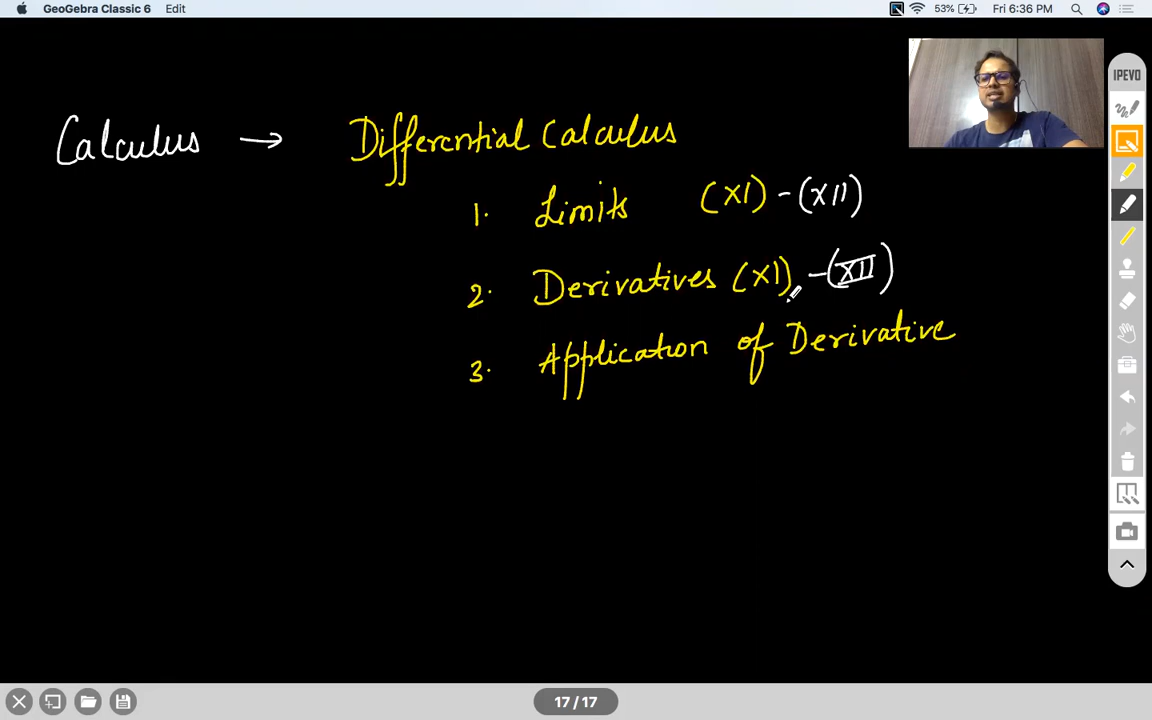 GeoGebra Classic 6 Edit 53% Fri 6:36 PM
IPEVO
Calculus → Differential Calculus
1. Limits (XI) - (XII)
2. Derivatives (XI) - (XII)
3. Application of Derivative
17 / 17